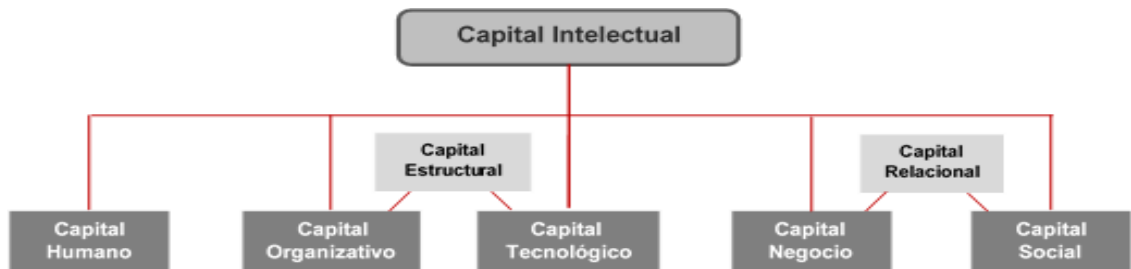 Capital Intelectual
Capital
Estructural
Capital
Relacional
Capital
Humano
Capital
Organizativo
Capital
Tecnológico
Capital
Negocio
Capital
Social